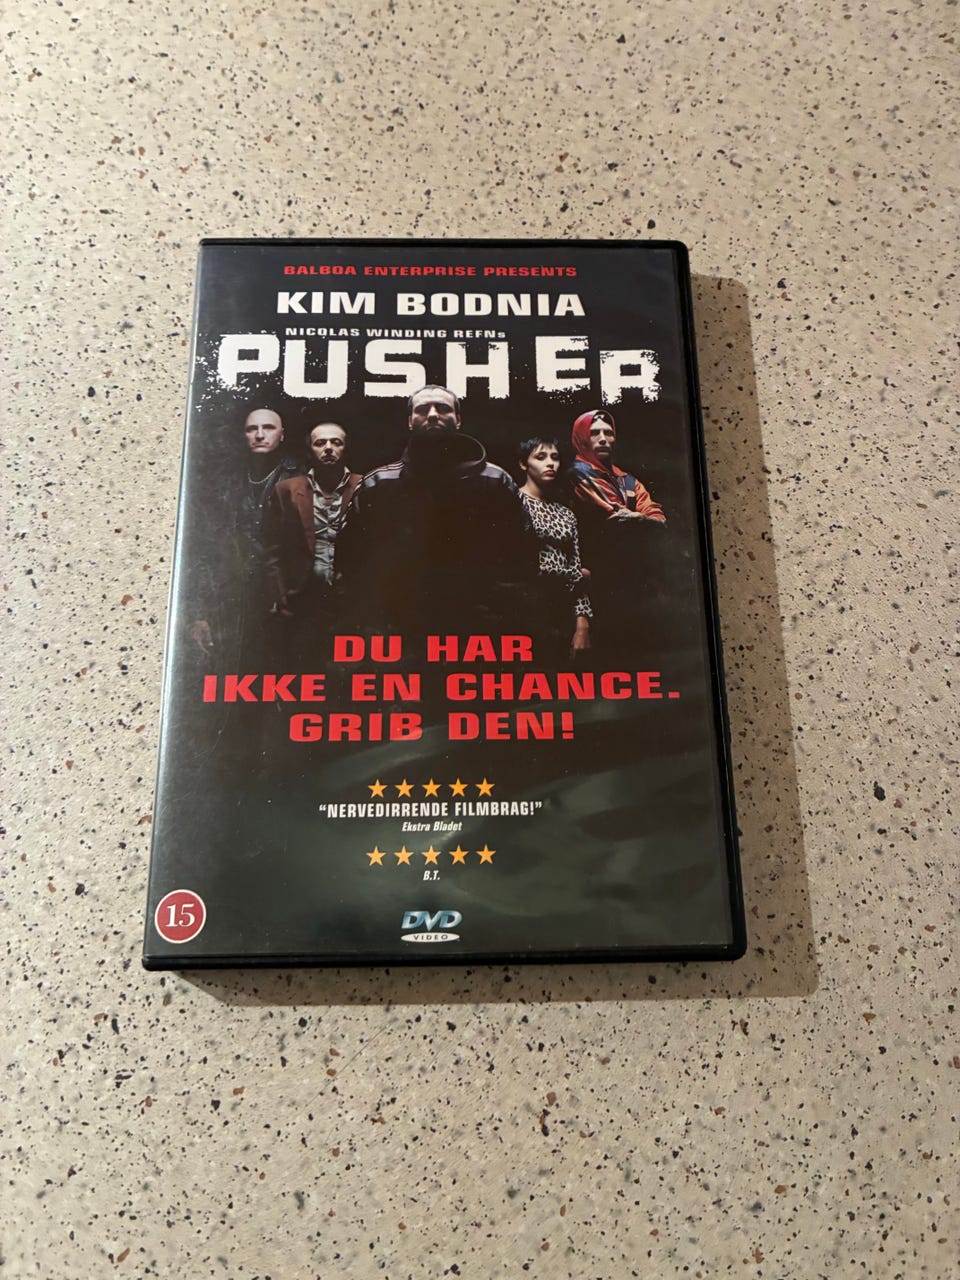 BALBOA ENTERPRISE PRESENTS
KIM BODNIA
NICOLAS WINDING REFNs
PUSHER
DU HAR
IKKE EN CHANCE.
GRIB DEN!
“NERVEDIRRENDE FILMBRAG!”
Ekstra Bladet
B.T.
15
DVD
VIDEO